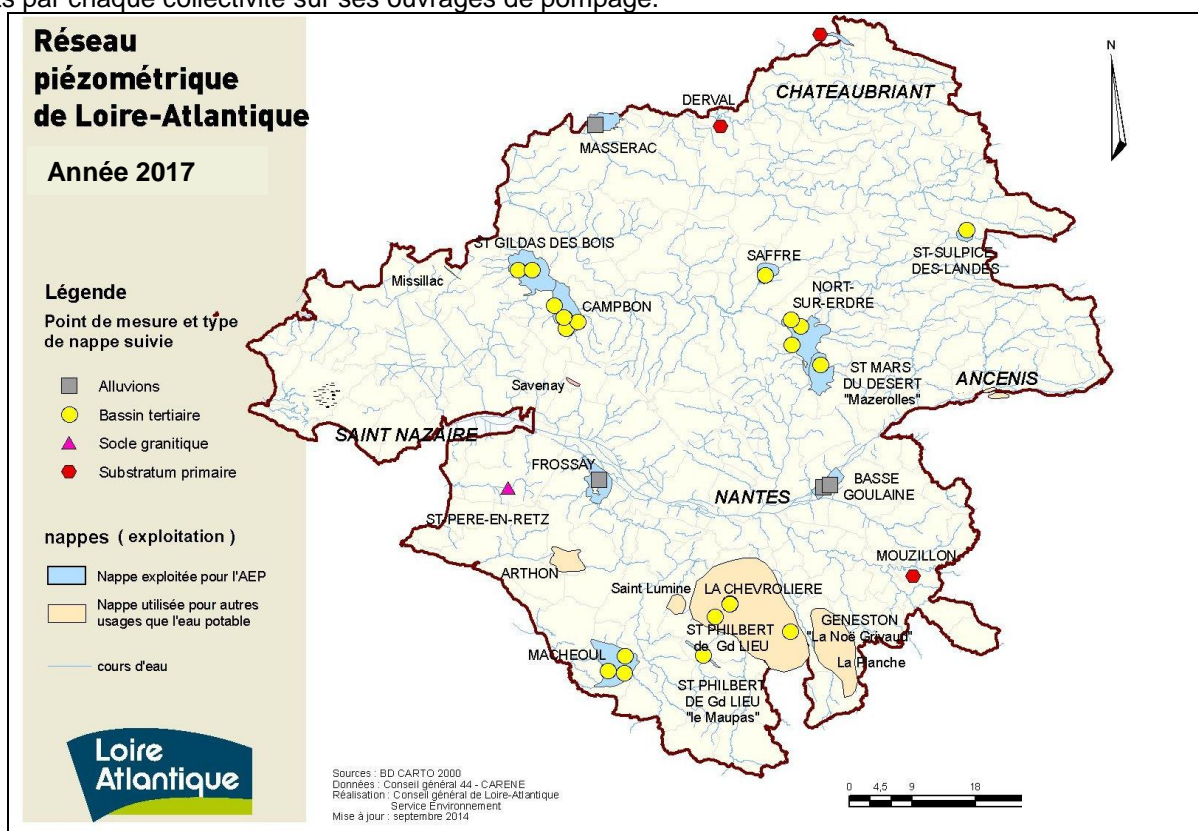 ts par chaque collectivité sur ses ouvrages de pompage.
Réseau
piézométrique
de Loire-Atlantique
Année 2017
N
CHATEAUBRIANT
DERVAL
MASSERAC
ST GILDAS DES BOIS
SAFFRE
ST-SULPICE
DES-LANDES
Missillac
NORT-
SUR-ERDRE
CAMPBON
Légende
Point de mesure et type
de nappe suivie
Alluvions
Bassin tertiaire
Socle granitique
Substratum primaire
ST MARS
DU DESERT
"Mazerolles"
ANCENIS
Savenay
SAINT NAZAIRE
FROSSAY
BASSE
GOULAINE
NANTES
ST-PERE-EN-RETZ
nappes ( exploitation )
Nappe exploitée pour l'AEP
Nappe utilisée pour autres
usages que l'eau potable
cours d'eau
MOUZILLON
ARTHON
Saint Lumine
LA CHEVROLIERE
GENESTON
"La Noë Grivaud"
ST PHILBERT
de Gd LIEU
La Planche
MACHEOUL
ST PHILBERT
DE Gd LIEU
"le Maupas"
Loire
Atlantique
Sources : BD CARTO 2000
Données : Conseil général 44 - CARENE
Réalisation : Conseil général de Loire-Atlantique
Service Environnement
Mise à jour : septembre 2014
0 4,5 9 18